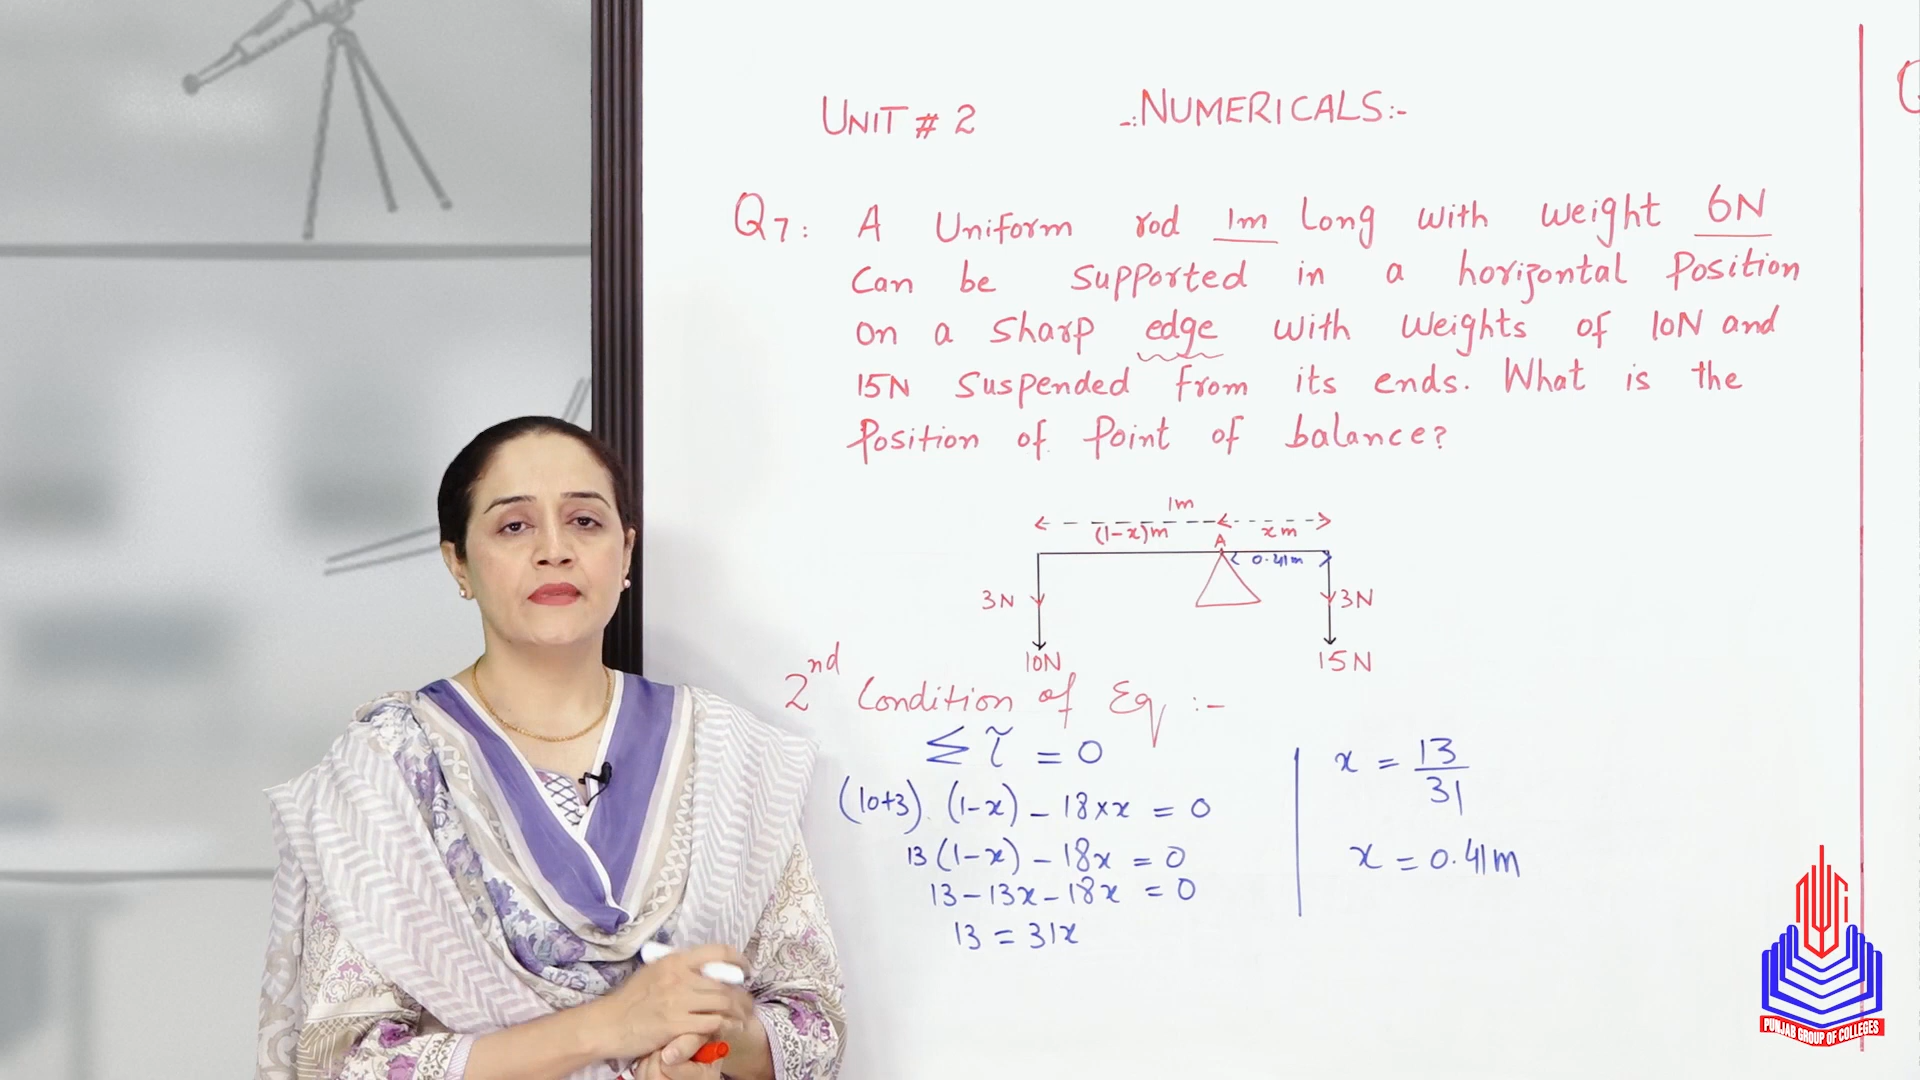 UNIT # 2 -:NUMERICALS:-
Q7: A Uniform rod 1m Long with weight 6N
Can be supported in a horizontal Position
on a sharp edge with weights of 10N and
15N suspended from its ends. What is the
Position of Point of balance?
1m
(1-x)m x m
A
0.41m
3N 3N
10N 15N
2nd Condition of Eq :-
Στ = 0
(10+3) (1-x) - 18×x = 0
13(1-x) - 18x = 0
13-13x-18x = 0
13 = 31x
x = 13/31
x = 0.41m
PUNJAB GROUP OF COLLEGES